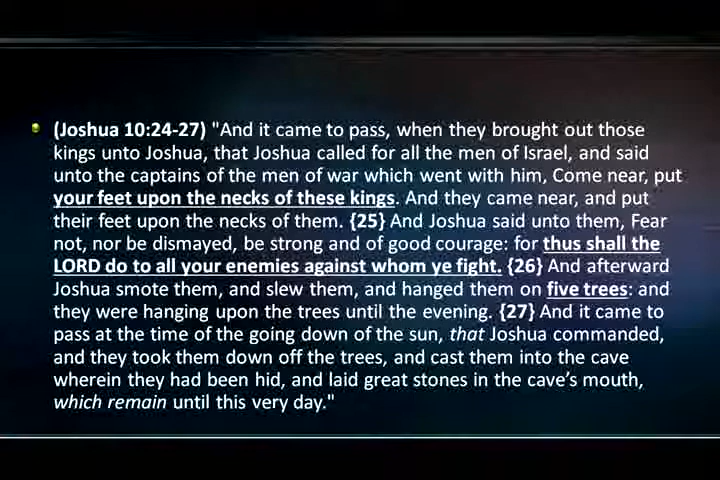 (Joshua 10:24-27) "And it came to pass, when they brought out those
kings unto Joshua, that Joshua called for all the men of Israel, and said
unto the captains of the men of war which went with him, Come near, put
your feet upon the necks of these kings. And they came near, and put
their feet upon the necks of them. {25} And Joshua said unto them, Fear
not, nor be dismayed, be strong and of good courage: for thus shall the
LORD do to all your enemies against whom ye fight. {26} And afterward
Joshua smote them, and slew them, and hanged them on five trees: and
they were hanging upon the trees until the evening. {27} And it came to
pass at the time of the going down of the sun, that Joshua commanded,
and they took them down off the trees, and cast them into the cave
wherein they had been hid, and laid great stones in the cave's mouth,
which remain until this very day."